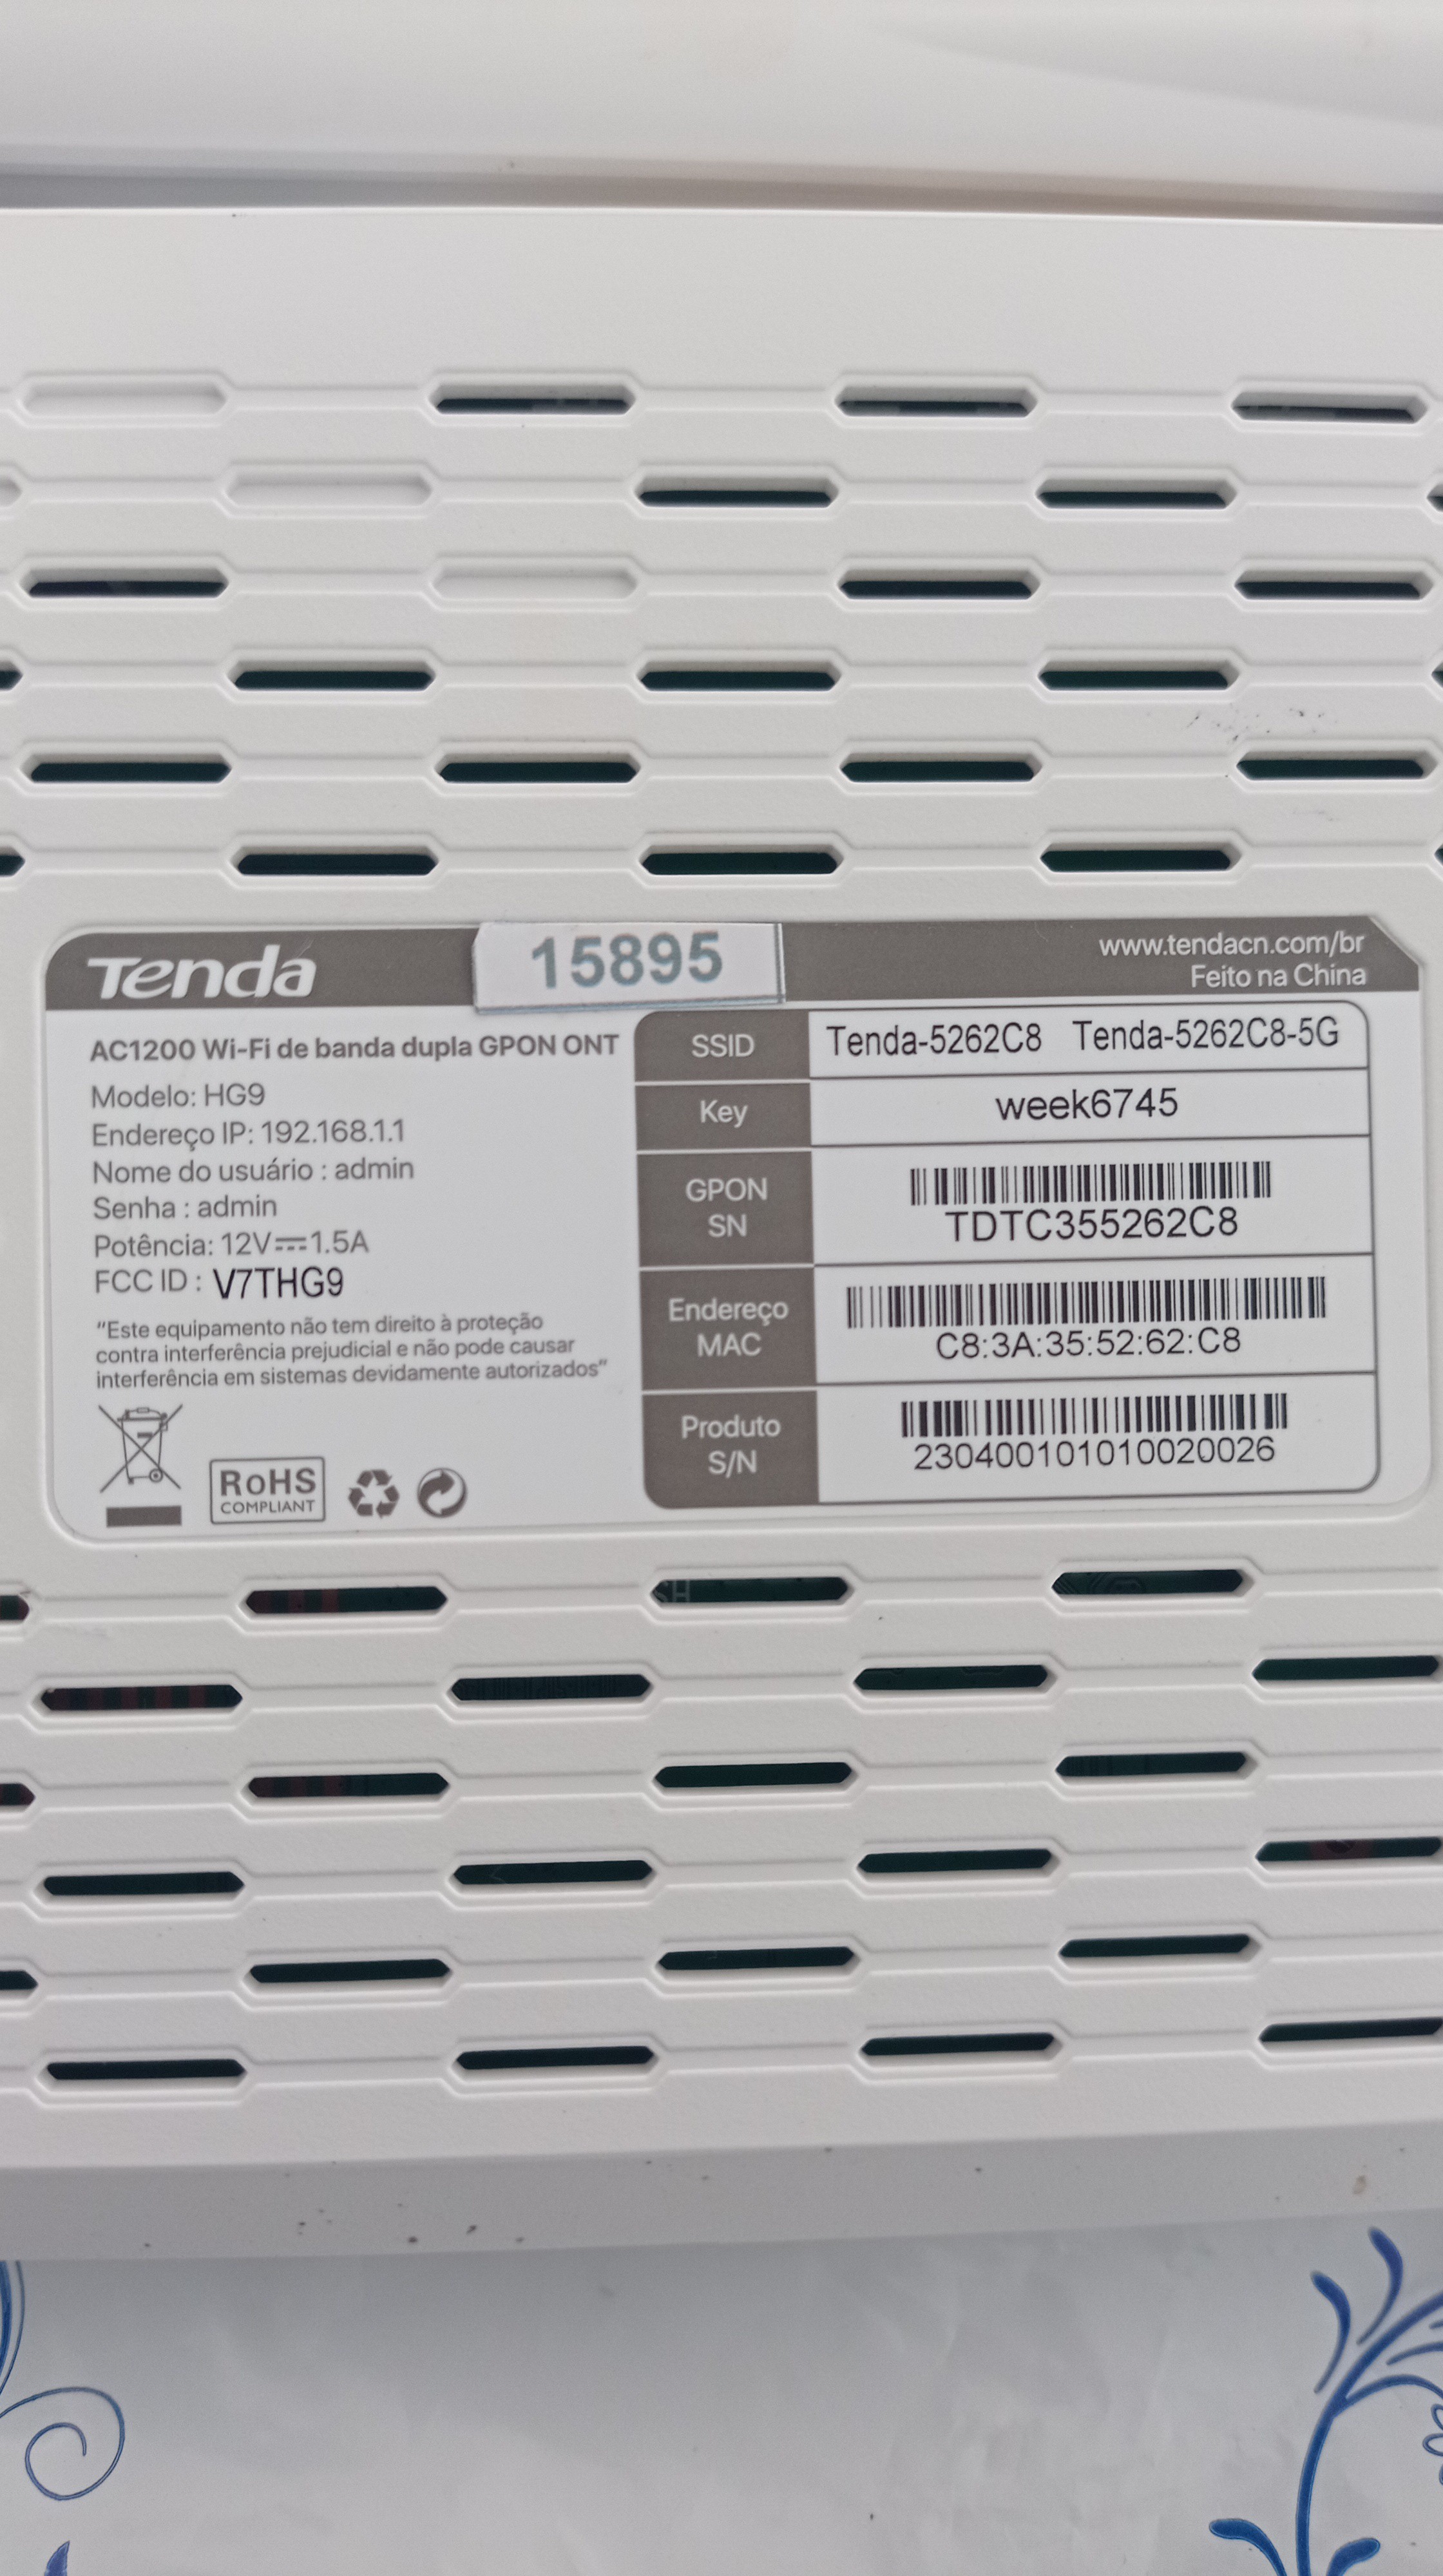 Tenda
15895
www.tendacn.com/br
Feito na China
AC1200 Wi-Fi de banda dupla GPON ONT
Modelo: HG9
Endereço IP: 192.168.1.1
Nome do usuário : admin
Senha : admin
Potência: 12V⎓1.5A
FCC ID : V7THG9
"Este equipamento não tem direito à proteção
contra interferência prejudicial e não pode causar
interferência em sistemas devidamente autorizados"
RoHS
COMPLIANT
SSID Tenda-5262C8 Tenda-5262C8-5G
Key week6745
GPON
SN
TDTC355262C8
Endereço
MAC
C8:3A:35:52:62:C8
Produto
S/N
230400101010020026
SH